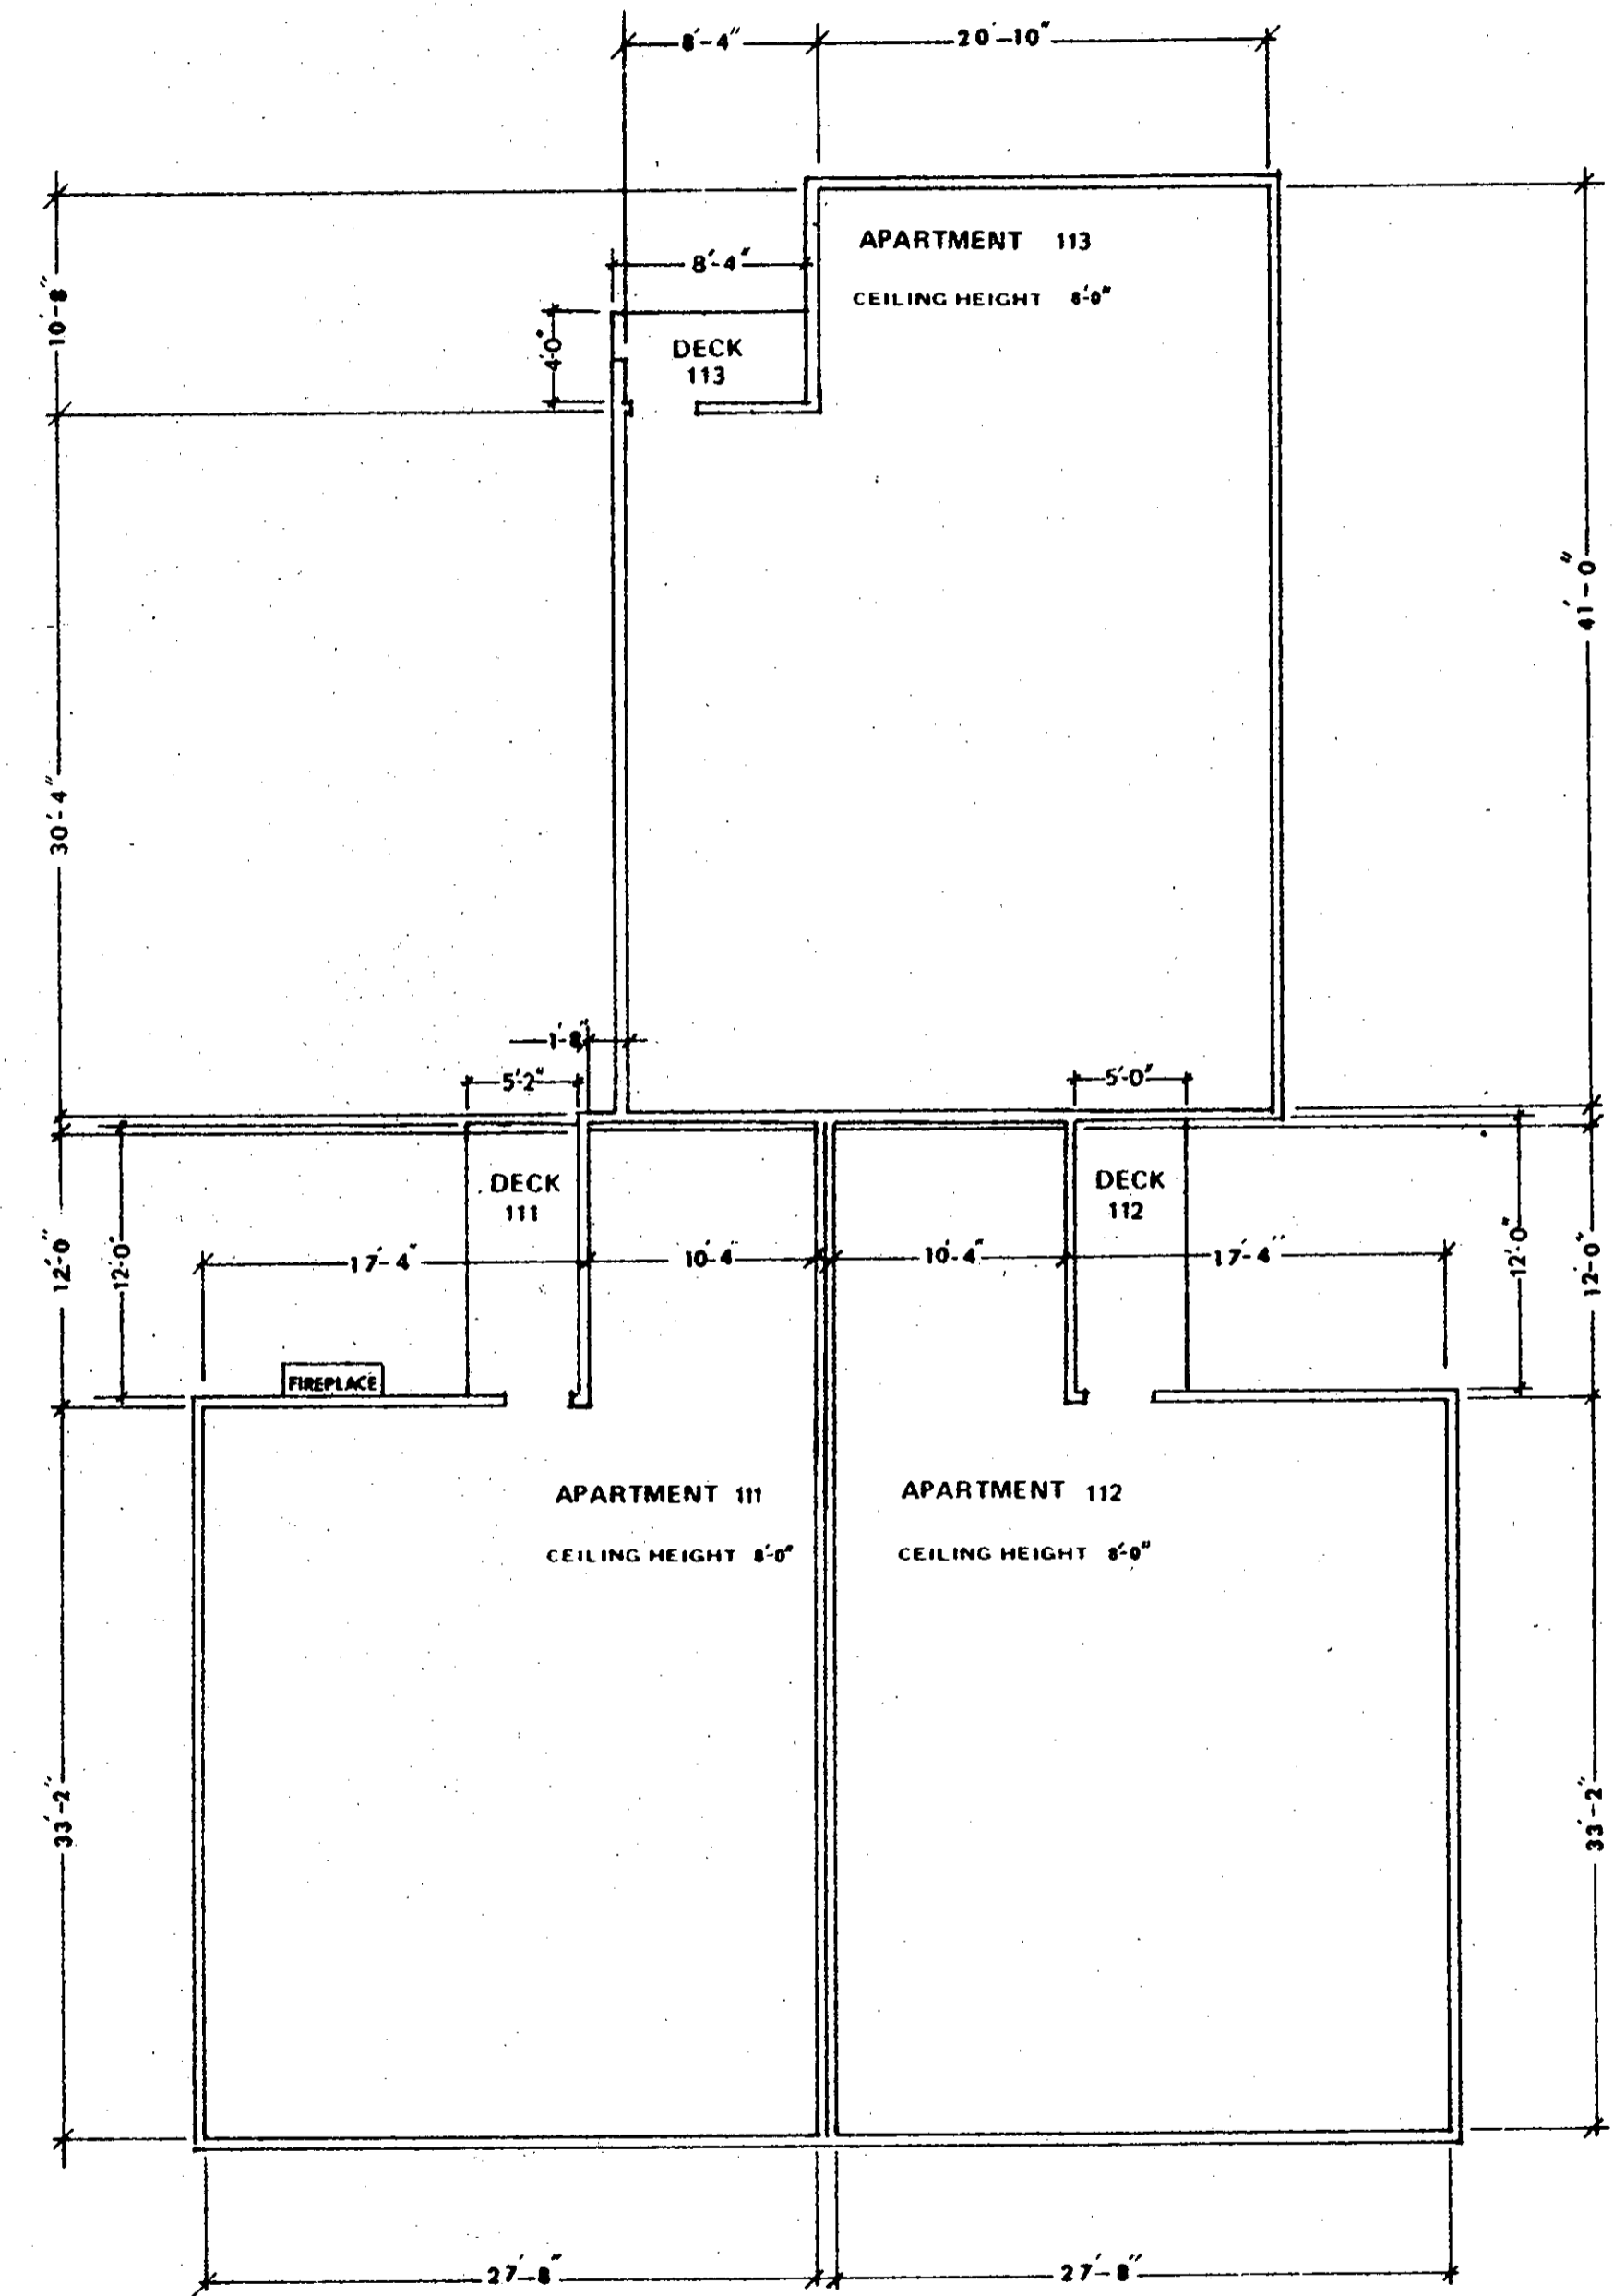 8'-4" 20'-10"
APARTMENT 113
8'-4"
CEILING HEIGHT 8'-0"
10'-8"
4'-0"
DECK
113
41'-0"
30'-4"
1'-8"
5'-2" 5'-0"
DECK
111
DECK
112
12'-0" 12'-0" 17'-4" 10'-4" 10'-4" 17'-4" 12'-0" 12'-0"
FIREPLACE
APARTMENT 111 APARTMENT 112
CEILING HEIGHT 8'-0" CEILING HEIGHT 8'-0"
33'-2" 33'-2"
27'-8" 27'-8"